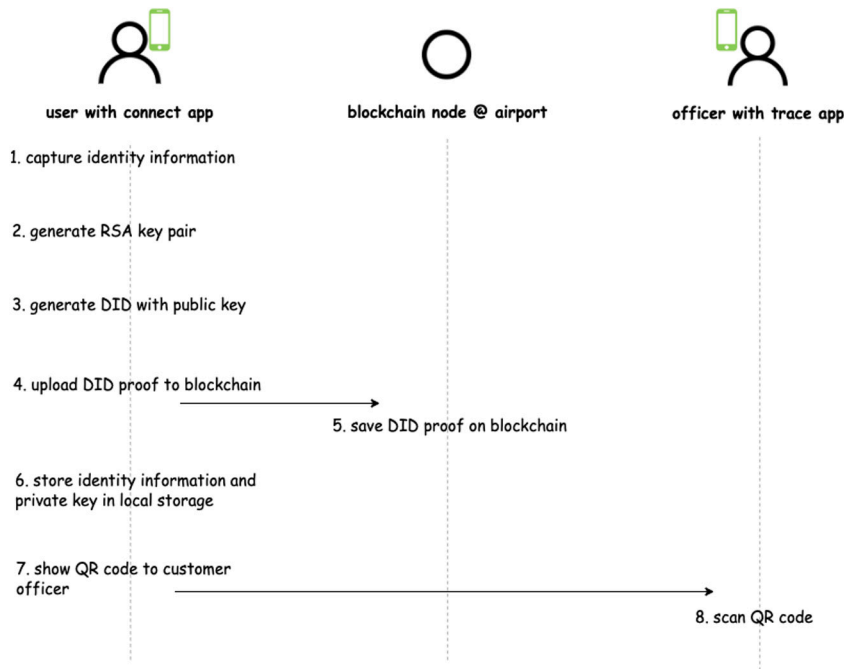 user with connect app
blockchain node @ airport
officer with trace app
1. capture identity information
2. generate RSA key pair
3. generate DID with public key
4. upload DID proof to blockchain
5. save DID proof on blockchain
6. store identity information and
private key in local storage
7. show QR code to customer
officer
8. scan QR code